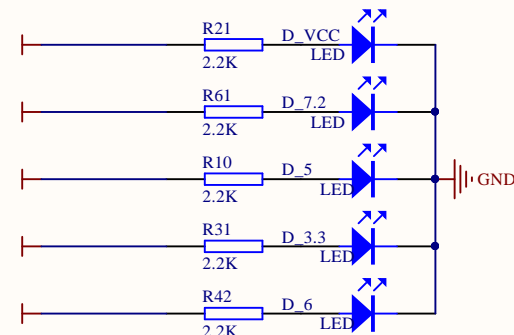 R21 D_VCC
2.2K LED
R61 D_7.2
2.2K LED
R10 D_5
2.2K LED
GND
R31 D_3.3
2.2K LED
R42 D_6
2.2K LED